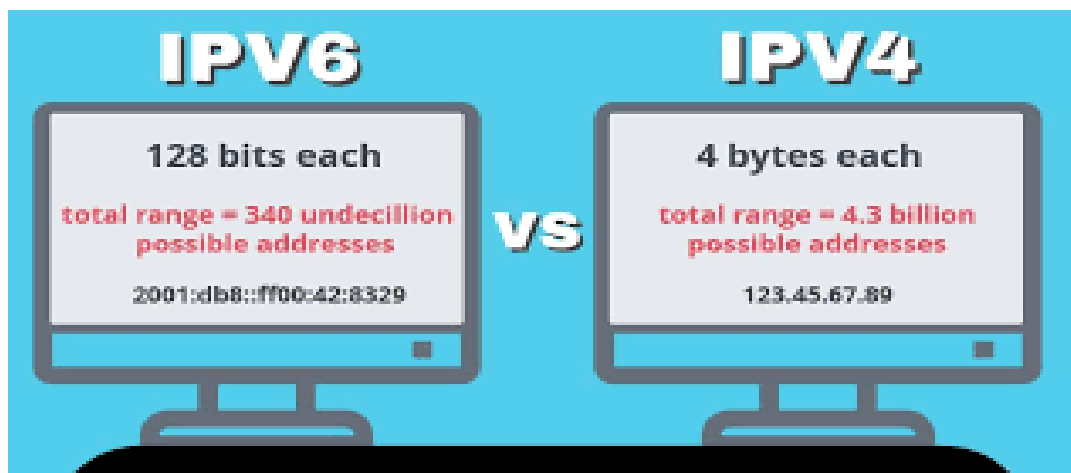 IPV6
128 bits each
total range = 340 undecillion
possible addresses
2001:db8::ff00:42:8329
vs
IPV4
4 bytes each
total range = 4.3 billion
possible addresses
123.45.67.89